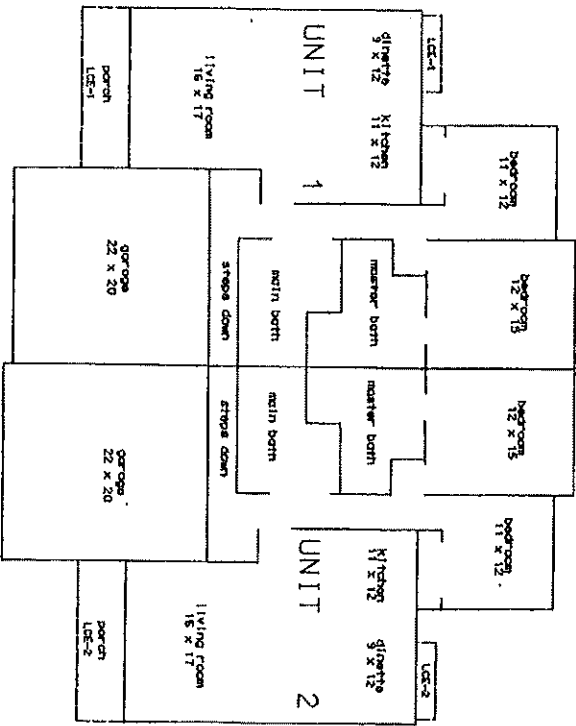 bedroom
11 x 12
bedroom
12 x 15
bedroom
12 x 15
bedroom
11 x 12
LCE-1
LCE-2
dinette
9 x 12
kitchen
11 x 12
master bath
master bath
kitchen
11 x 12
dinette
9 x 12
UNIT 1
UNIT 2
main bath
main bath
steps down
steps down
living room
16 x 17
living room
16 x 17
garage
22 x 20
garage
22 x 20
porch
LCE-1
porch
LCE-2